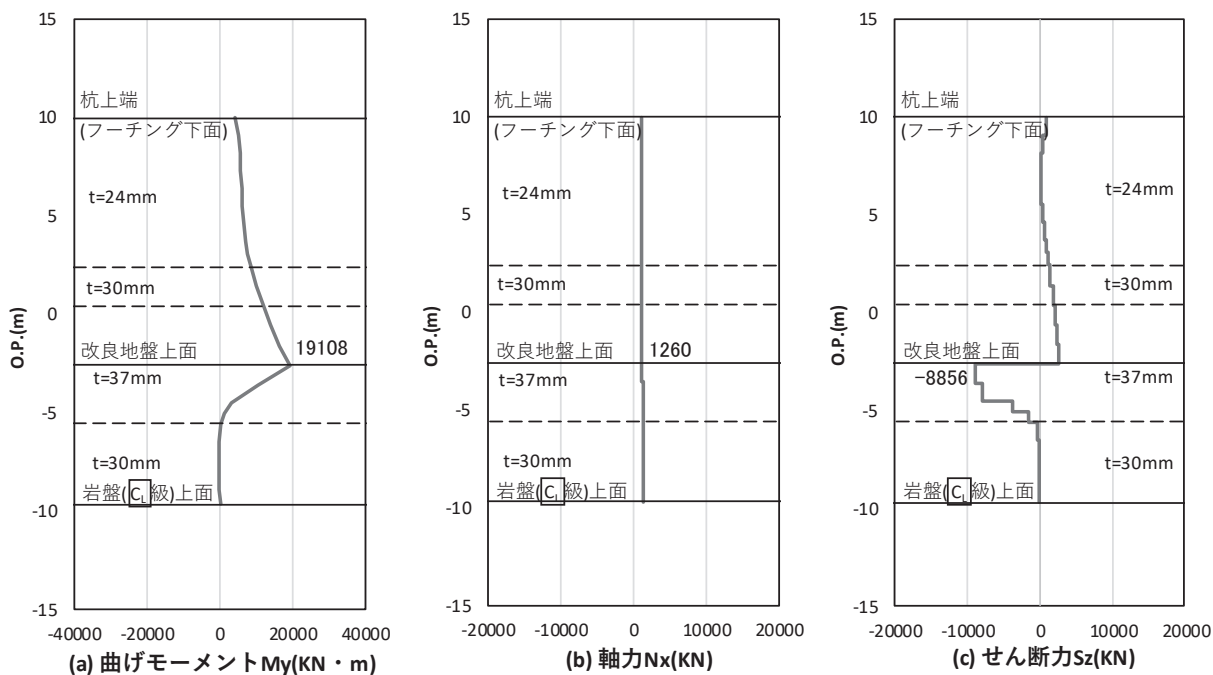 15
10
5
0
-5
-10
-15
O.P.(m)
杭上端
(フーチング下面)
t=24mm
t=30mm
改良地盤上面
19108
t=37mm
t=30mm
岩盤(CL級)上面
-40000 -20000 0 20000 40000
(a) 曲げモーメントMy(KN・m)
15
10
5
0
-5
-10
-15
O.P.(m)
杭上端
(フーチング下面)
t=24mm
t=30mm
改良地盤上面
1260
t=37mm
t=30mm
岩盤(CL級)上面
-20000 -10000 0 10000 20000
(b) 軸力Nx(KN)
15
10
5
0
-5
-10
-15
O.P.(m)
杭上端
(フーチング下面)
t=24mm
t=30mm
改良地盤上面
−8856
t=37mm
t=30mm
岩盤(CL級)上面
-20000 -10000 0 10000 20000
(c) せん断力Sz(KN)